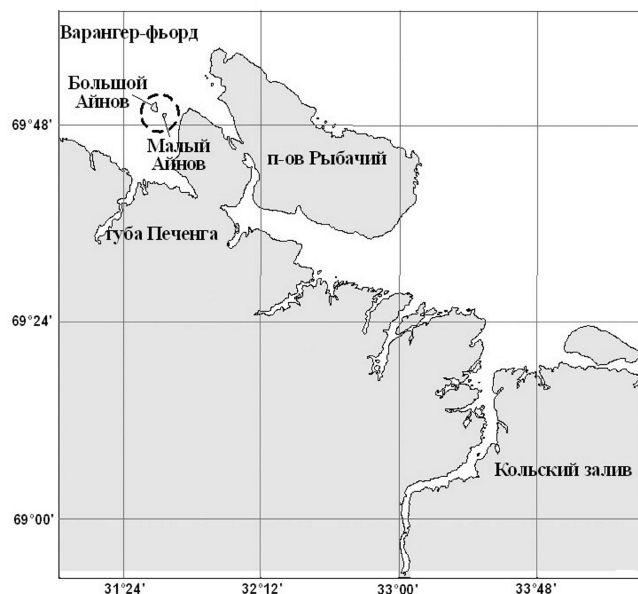 Варангер-фьорд
Большой
Айнов
69°48'
Малый
Айнов
п-ов Рыбачий
губа Печенга
69°24'
Кольский залив
69°00'
31°24' 32°12' 33°00' 33°48'